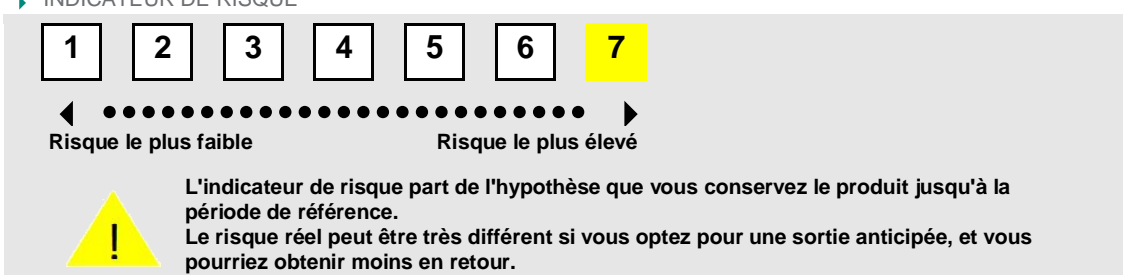 INDICATEUR DE RISQUE
1 2 3 4 5 6 7
Risque le plus faible Risque le plus élevé
L'indicateur de risque part de l'hypothèse que vous conservez le produit jusqu'à la
période de référence.
Le risque réel peut être très différent si vous optez pour une sortie anticipée, et vous
pourriez obtenir moins en retour.
!